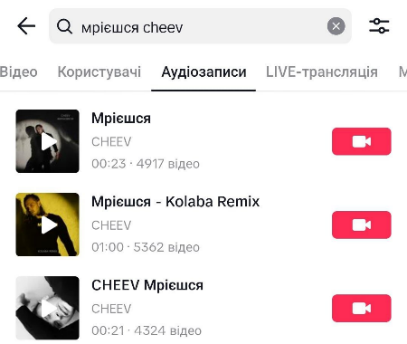 мрієшся cheev
Відео Користувачі Аудіозаписи LIVE-трансляція
Мрієшся
CHEEV
00:23 · 4917 відео
Мрієшся - Kolaba Remix
CHEEV
01:00 · 5362 відео
CHEEV Мрієшся
CHEEV
00:21 · 4324 відео